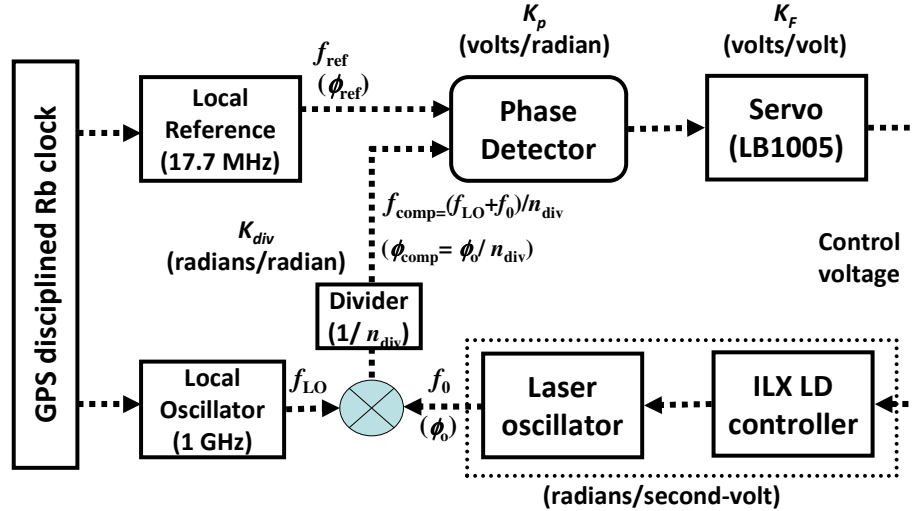 K_p
(volts/radian)
K_F
(volts/volt)
GPS disciplined Rb clock
Local
Reference
(17.7 MHz)
f_ref
(ϕ_ref)
Phase
Detector
Servo
(LB1005)
f_comp=(f_LO+f_0)/n_div
(ϕ_comp= ϕ_o/ n_div)
K_div
(radians/radian)
Control
voltage
Divider
(1/ n_div)
Local
Oscillator
(1 GHz)
f_LO
f_0
(ϕ_o)
Laser
oscillator
ILX LD
controller
(radians/second-volt)